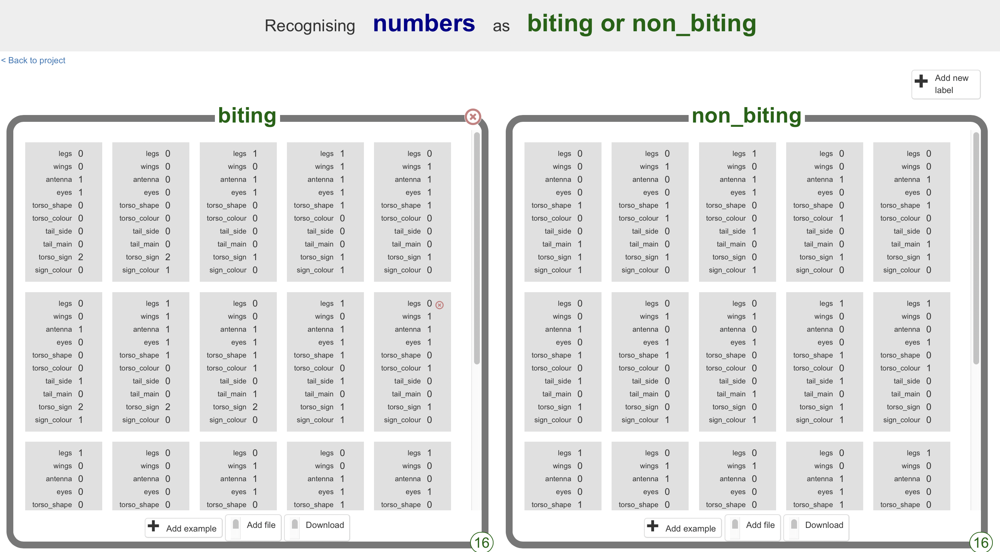 Recognising numbers as biting or non_biting
< Back to project
Add new
label
biting
legs 0 legs 0 legs 1 legs 1 legs 0
wings 0 wings 0 wings 0 wings 1 wings 1
antenna 1 antenna 0 antenna 1 antenna 1 antenna 1
eyes 1 eyes 0 eyes 1 eyes 1 eyes 1
torso_shape 0 torso_shape 0 torso_shape 0 torso_shape 1 torso_shape 1
torso_colour 0 torso_colour 0 torso_colour 0 torso_colour 0 torso_colour 0
tail_side 0 tail_side 0 tail_side 0 tail_side 0 tail_side 0
tail_main 0 tail_main 0 tail_main 0 tail_main 0 tail_main 0
torso_sign 2 torso_sign 2 torso_sign 1 torso_sign 1 torso_sign 1
sign_colour 0 sign_colour 1 sign_colour 0 sign_colour 1 sign_colour 0
legs 0 legs 1 legs 0 legs 1 legs 0
wings 0 wings 1 wings 0 wings 0 wings 1
antenna 1 antenna 1 antenna 1 antenna 1 antenna 1
eyes 0 eyes 1 eyes 1 eyes 1 eyes 1
torso_shape 0 torso_shape 1 torso_shape 1 torso_shape 1 torso_shape 0
torso_colour 0 torso_colour 0 torso_colour 1 torso_colour 0 torso_colour 1
tail_side 1 tail_side 0 tail_side 0 tail_side 1 tail_side 0
tail_main 0 tail_main 0 tail_main 1 tail_main 0 tail_main 0
torso_sign 2 torso_sign 2 torso_sign 2 torso_sign 1 torso_sign 1
sign_colour 1 sign_colour 0 sign_colour 0 sign_colour 1 sign_colour 0
legs 1 legs 0 legs 0 legs 0 legs 1
wings 0 wings 0 wings 1 wings 0 wings 0
antenna 0 antenna 0 antenna 1 antenna 1 antenna 0
eyes 0 eyes 0 eyes 1 eyes 1 eyes 1
torso_shape 0 torso_shape 0 torso_shape 0 torso_shape 1 torso_shape 0
Add example Add file Download
16
non_biting
legs 0 legs 0 legs 1 legs 0 legs 0
wings 0 wings 1 wings 0 wings 0 wings 0
antenna 0 antenna 0 antenna 1 antenna 1 antenna 1
eyes 0 eyes 0 eyes 1 eyes 0 eyes 0
torso_shape 1 torso_shape 1 torso_shape 0 torso_shape 0 torso_shape 1
torso_colour 0 torso_colour 1 torso_colour 0 torso_colour 1 torso_colour 0
tail_side 0 tail_side 0 tail_side 1 tail_side 0 tail_side 0
tail_main 1 tail_main 0 tail_main 0 tail_main 0 tail_main 1
torso_sign 1 torso_sign 1 torso_sign 0 torso_sign 1 torso_sign 1
sign_colour 1 sign_colour 0 sign_colour 1 sign_colour 0 sign_colour 0
legs 0 legs 0 legs 0 legs 1 legs 1
wings 0 wings 1 wings 1 wings 0 wings 0
antenna 1 antenna 0 antenna 0 antenna 0 antenna 0
eyes 0 eyes 1 eyes 1 eyes 0 eyes 1
torso_shape 1 torso_shape 1 torso_shape 0 torso_shape 1 torso_shape 0
torso_colour 0 torso_colour 0 torso_colour 0 torso_colour 0 torso_colour 1
tail_side 1 tail_side 0 tail_side 0 tail_side 1 tail_side 0
tail_main 0 tail_main 0 tail_main 1 tail_main 0 tail_main 0
torso_sign 1 torso_sign 0 torso_sign 0 torso_sign 1 torso_sign 0
sign_colour 0 sign_colour 1 sign_colour 1 sign_colour 1 sign_colour 0
legs 1 legs 0 legs 0 legs 0 legs 1
wings 0 wings 1 wings 1 wings 0 wings 0
antenna 0 antenna 1 antenna 0 antenna 1 antenna 0
eyes 0 eyes 0 eyes 0 eyes 1 eyes 0
torso_shape 1 torso_shape 0 torso_shape 0 torso_shape 1 torso_shape 0
Add example Add file Download
16